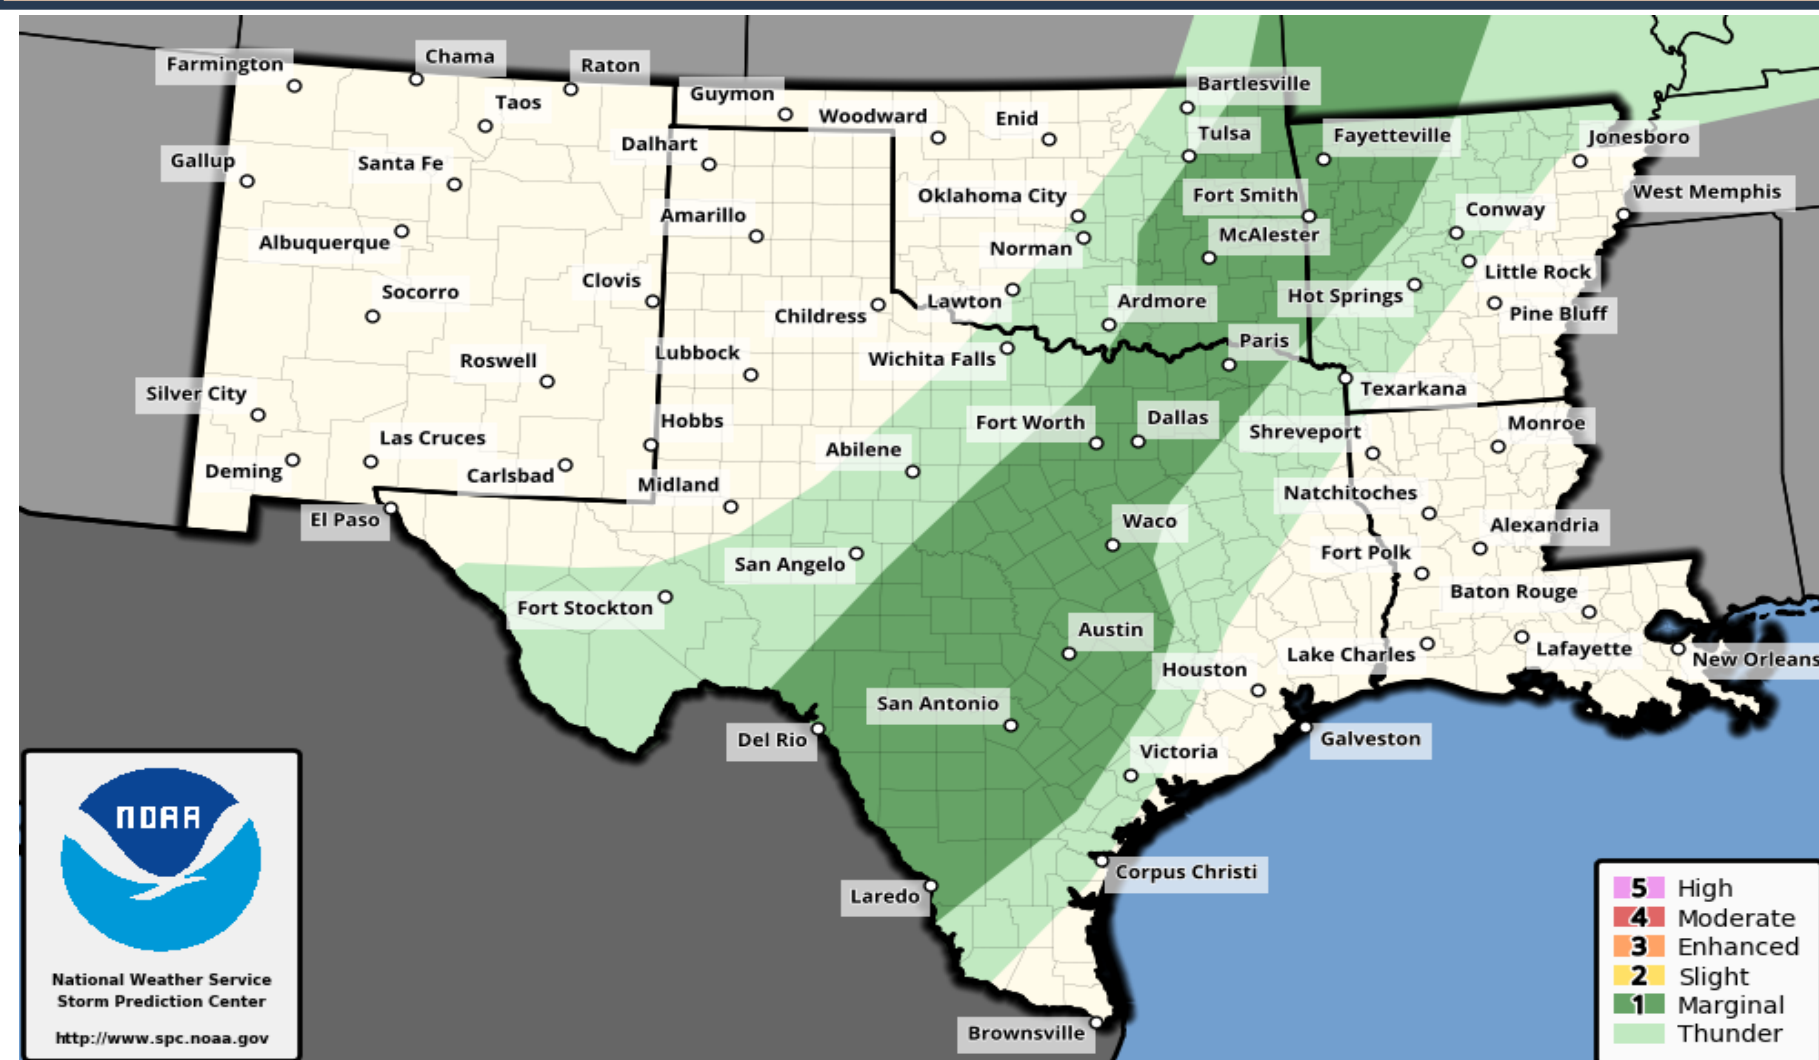 Farmington
Chama
Raton
Taos
Guymon
Woodward
Enid
Bartlesville
Tulsa
Fayetteville
Jonesboro
Gallup
Santa Fe
Dalhart
Oklahoma City
Fort Smith
Conway
West Memphis
Albuquerque
Amarillo
Norman
McAlester
Socorro
Clovis
Childress
Lawton
Ardmore
Hot Springs
Little Rock
Pine Bluff
Roswell
Lubbock
Wichita Falls
Paris
Texarkana
Silver City
Hobbs
Fort Worth
Dallas
Shreveport
Monroe
Las Cruces
Deming
Carlsbad
Midland
Abilene
Natchitoches
El Paso
San Angelo
Waco
Fort Polk
Alexandria
Fort Stockton
Austin
Baton Rouge
Houston
Lake Charles
Lafayette
New Orleans
San Antonio
Del Rio
Victoria
Galveston
Laredo
Corpus Christi
Brownsville
NOAA
National Weather Service
Storm Prediction Center
http://www.spc.noaa.gov
5 High
4 Moderate
3 Enhanced
2 Slight
1 Marginal
Thunder